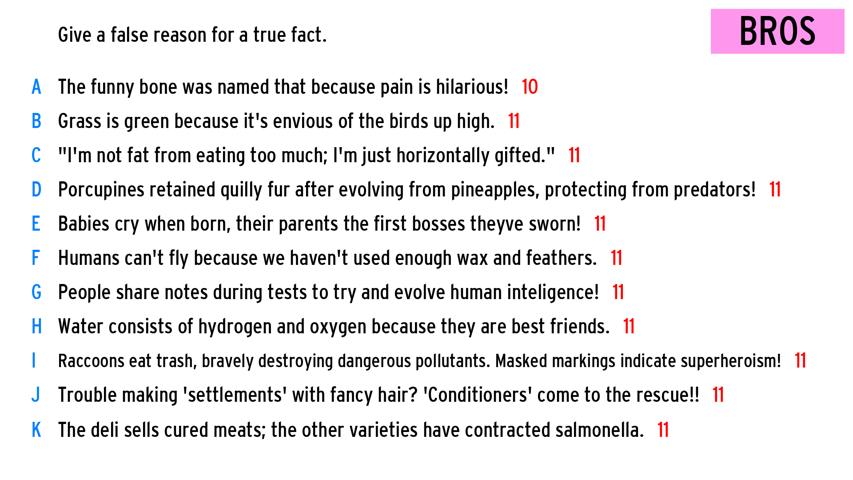 Give a false reason for a true fact.
BROS
A The funny bone was named that because pain is hilarious! 10
B Grass is green because it's envious of the birds up high. 11
C "I'm not fat from eating too much; I'm just horizontally gifted." 11
D Porcupines retained quilly fur after evolving from pineapples, protecting from predators! 11
E Babies cry when born, their parents the first bosses theyve sworn! 11
F Humans can't fly because we haven't used enough wax and feathers. 11
G People share notes during tests to try and evolve human inteligence! 11
H Water consists of hydrogen and oxygen because they are best friends. 11
I Raccoons eat trash, bravely destroying dangerous pollutants. Masked markings indicate superheroism! 11
J Trouble making 'settlements' with fancy hair? 'Conditioners' come to the rescue!! 11
K The deli sells cured meats; the other varieties have contracted salmonella. 11